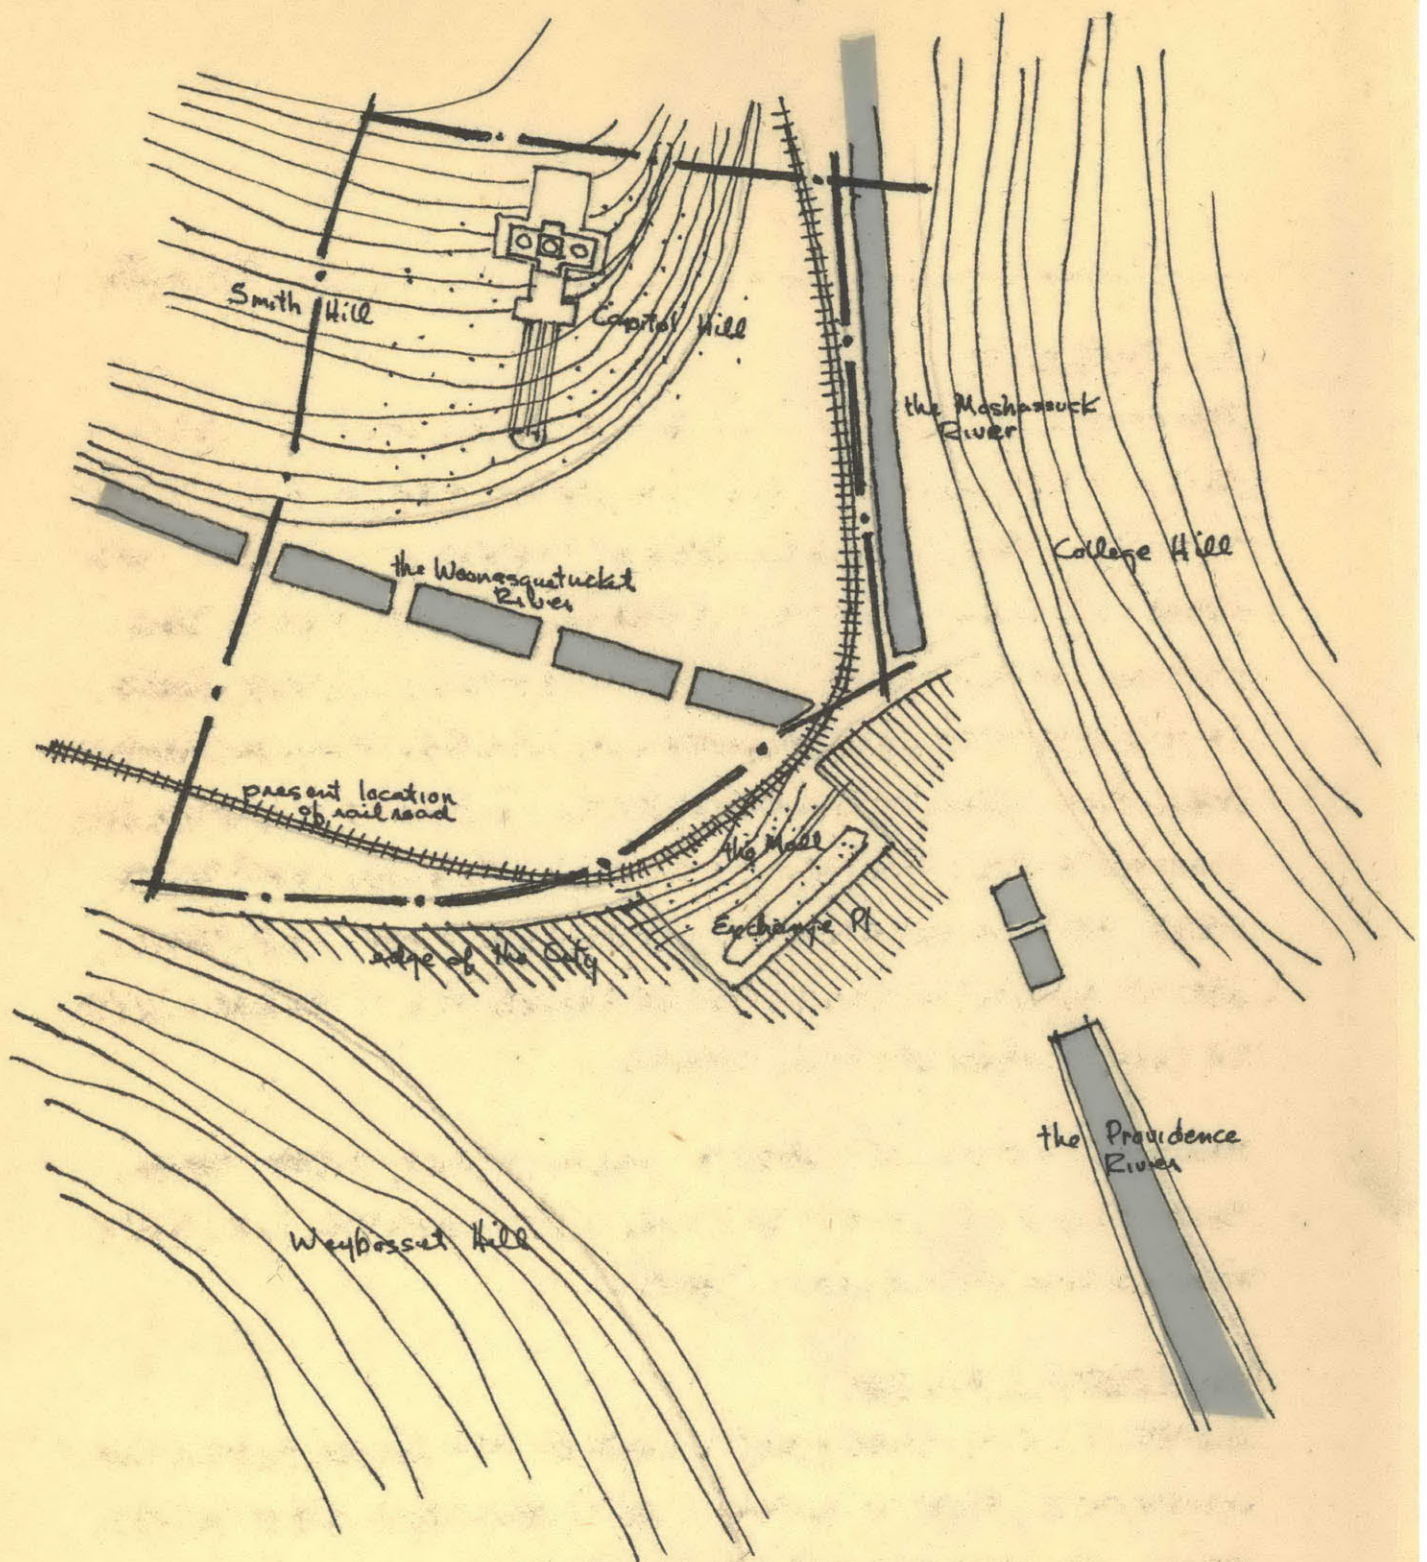 Smith Hill
Capitol Hill
the Moshassuck
River
College Hill
the Woonasquatucket
River
present location
of railroad
the Mall
Exchange Pl
edge of the City
the Providence
River
Weybosset Hill